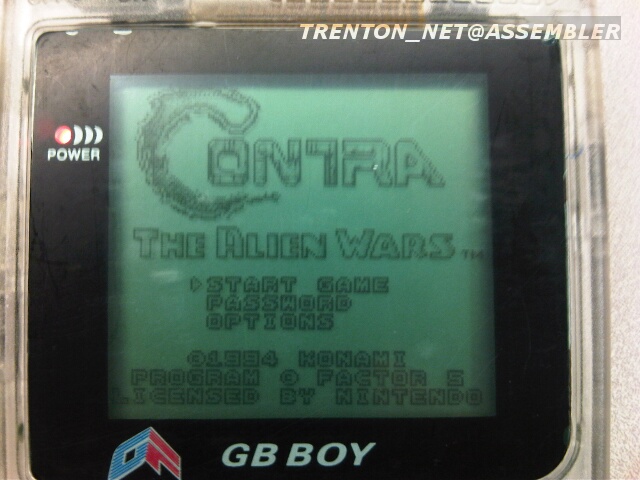 TRENTON_NET@ASSEMBLER
POWER
CONTRA
THE ALIEN WARS™
START GAME
PASSWORD
OPTIONS
©1994 KONAMI
PROGRAM © FACTOR 5
LICENSED BY NINTENDO
GB BOY